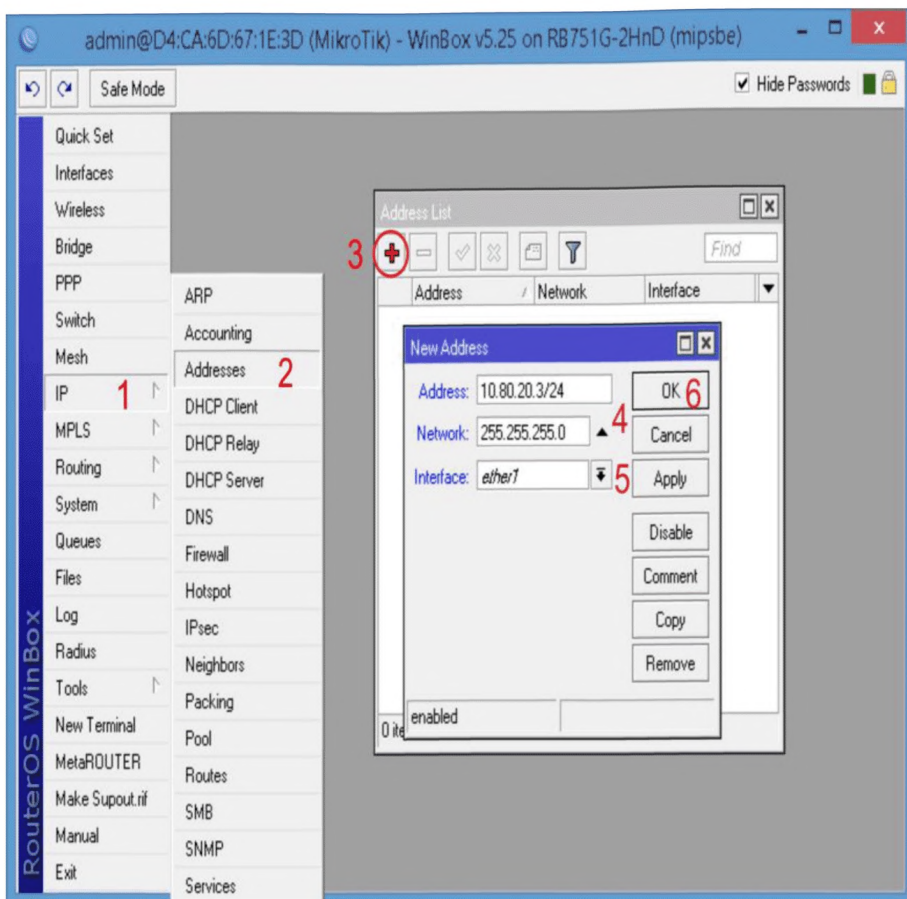 admin@D4:CA:6D:67:1E:3D (MikroTik) - WinBox v5.25 on RB751G-2HnD (mipsbe)
Safe Mode
Hide Passwords
RouterOS WinBox
Quick Set
Interfaces
Wireless
Bridge
PPP
Switch
Mesh
IP 1
MPLS
Routing
System
Queues
Files
Log
Radius
Tools
New Terminal
MetaROUTER
Make Supout.rif
Manual
Exit
ARP
Accounting
Addresses 2
DHCP Client
DHCP Relay
DHCP Server
DNS
Firewall
Hotspot
IPsec
Neighbors
Packing
Pool
Routes
SMB
SNMP
Services
Address List
3
Find
Address Network Interface
New Address
Address: 10.80.20.3/24
Network: 255.255.255.0 4
Interface: ether1 5
OK 6
Cancel
Apply
Disable
Comment
Copy
Remove
enabled
0 ite